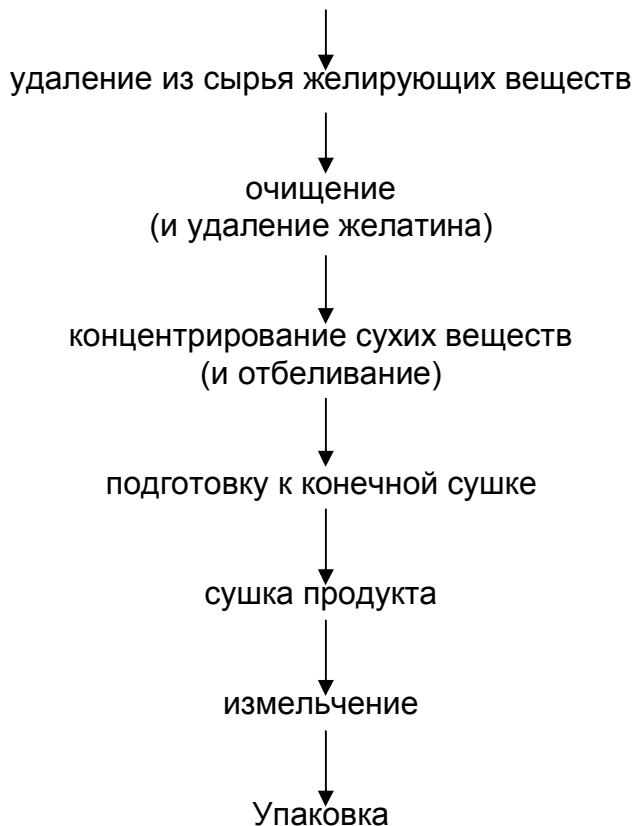 удаление из сырья желирующих веществ
очищение
(и удаление желатина)
концентрирование сухих веществ
(и отбеливание)
подготовку к конечной сушке
сушка продукта
измельчение
Упаковка